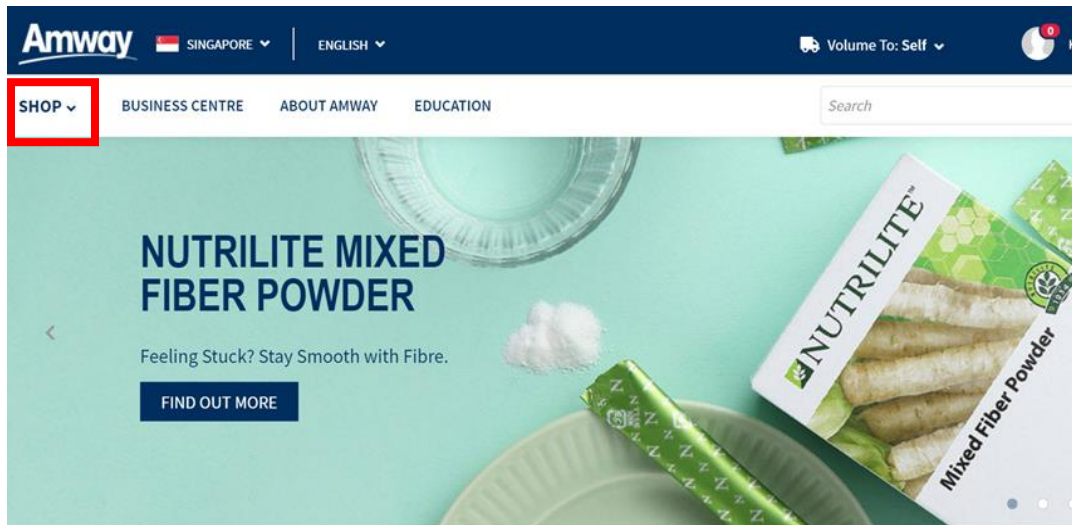 Amway SINGAPORE ENGLISH Volume To: Self 0
SHOP BUSINESS CENTRE ABOUT AMWAY EDUCATION Search
NUTRILITE MIXED
FIBER POWDER
Feeling Stuck? Stay Smooth with Fibre.
FIND OUT MORE
NUTRILITE™
Mixed Fiber Powder